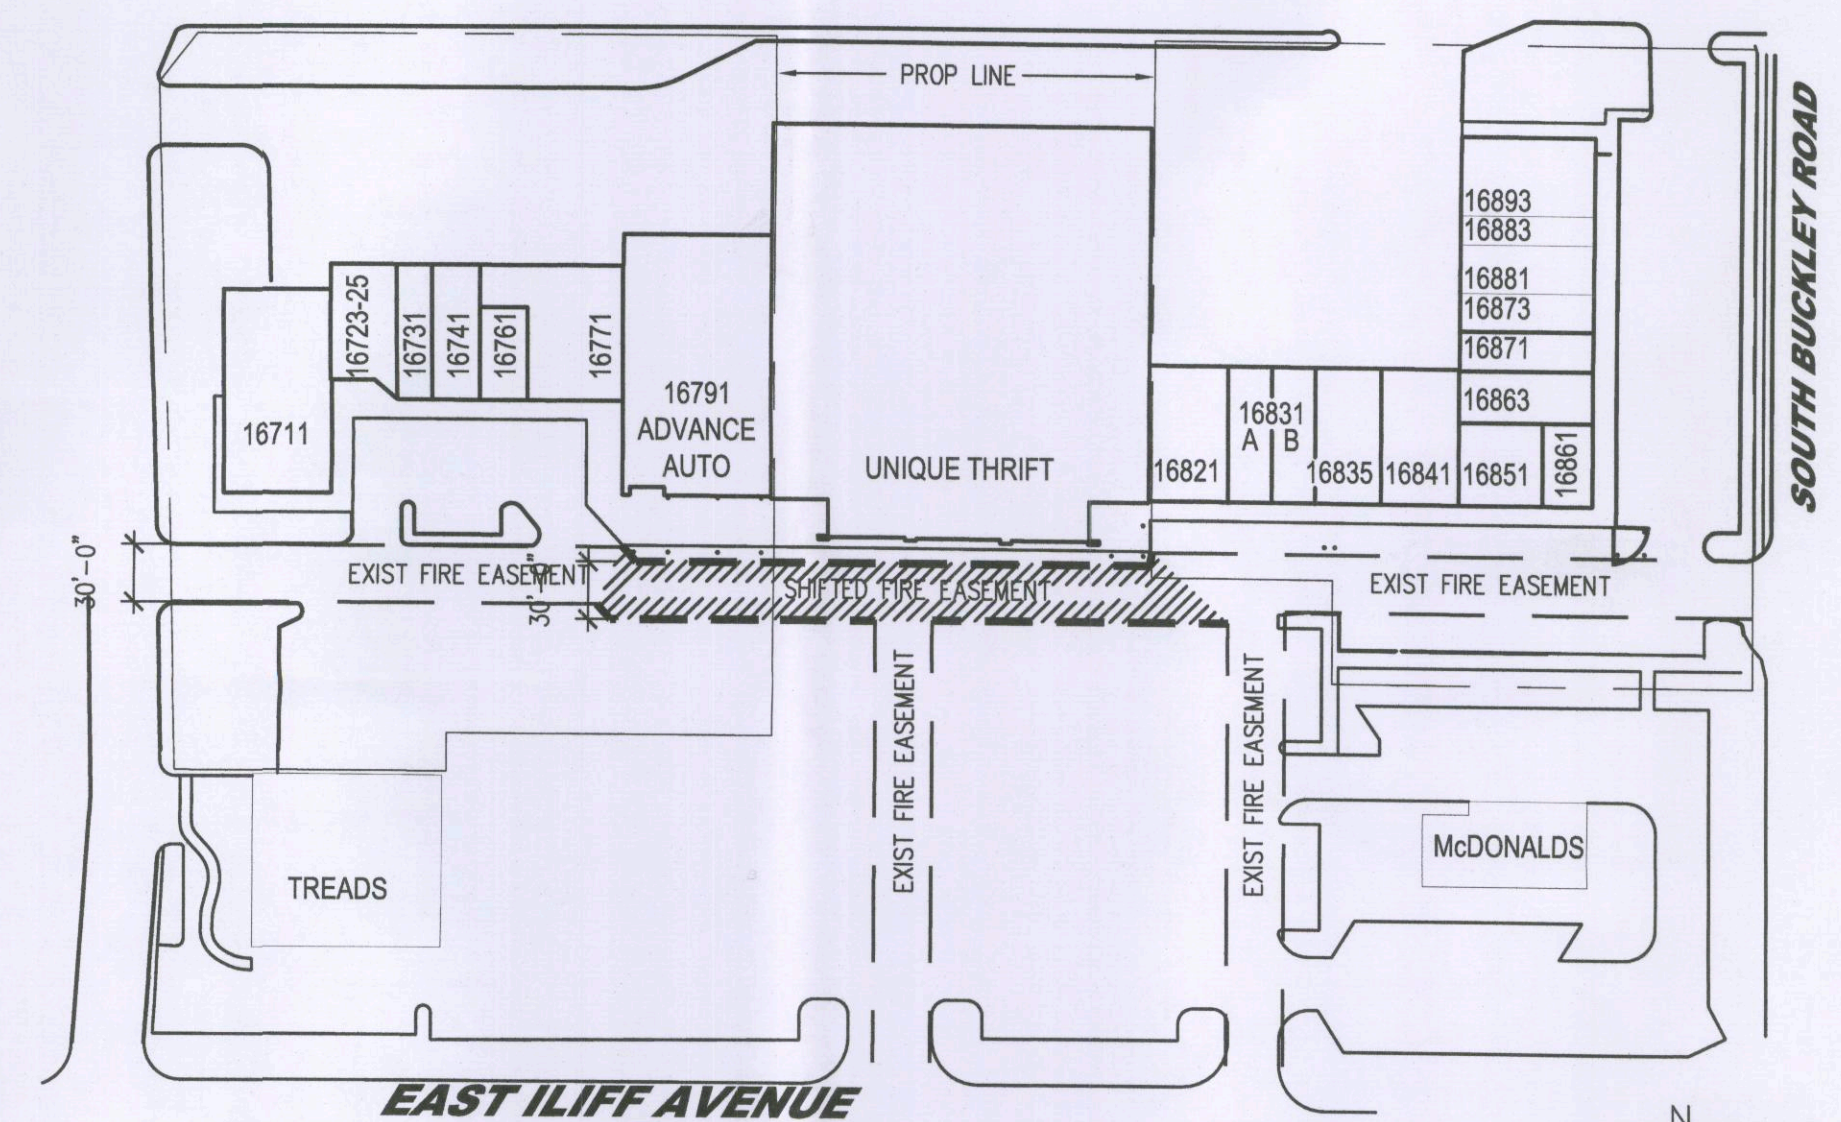 PROP LINE
SOUTH BUCKLEY ROAD
16893
16883
16881
16873
16871
16863
16851
16861
16723-25
16731
16741
16761
16771
16711
16791
ADVANCE
AUTO
UNIQUE THRIFT
16821
16831
A B
16835
16841
30'-0"
EXIST FIRE EASEMENT
30'-0"
SHIFTED FIRE EASEMENT
EXIST FIRE EASEMENT
EXIST FIRE EASEMENT
EXIST FIRE EASEMENT
TREADS
McDONALDS
EAST ILIFF AVENUE
N